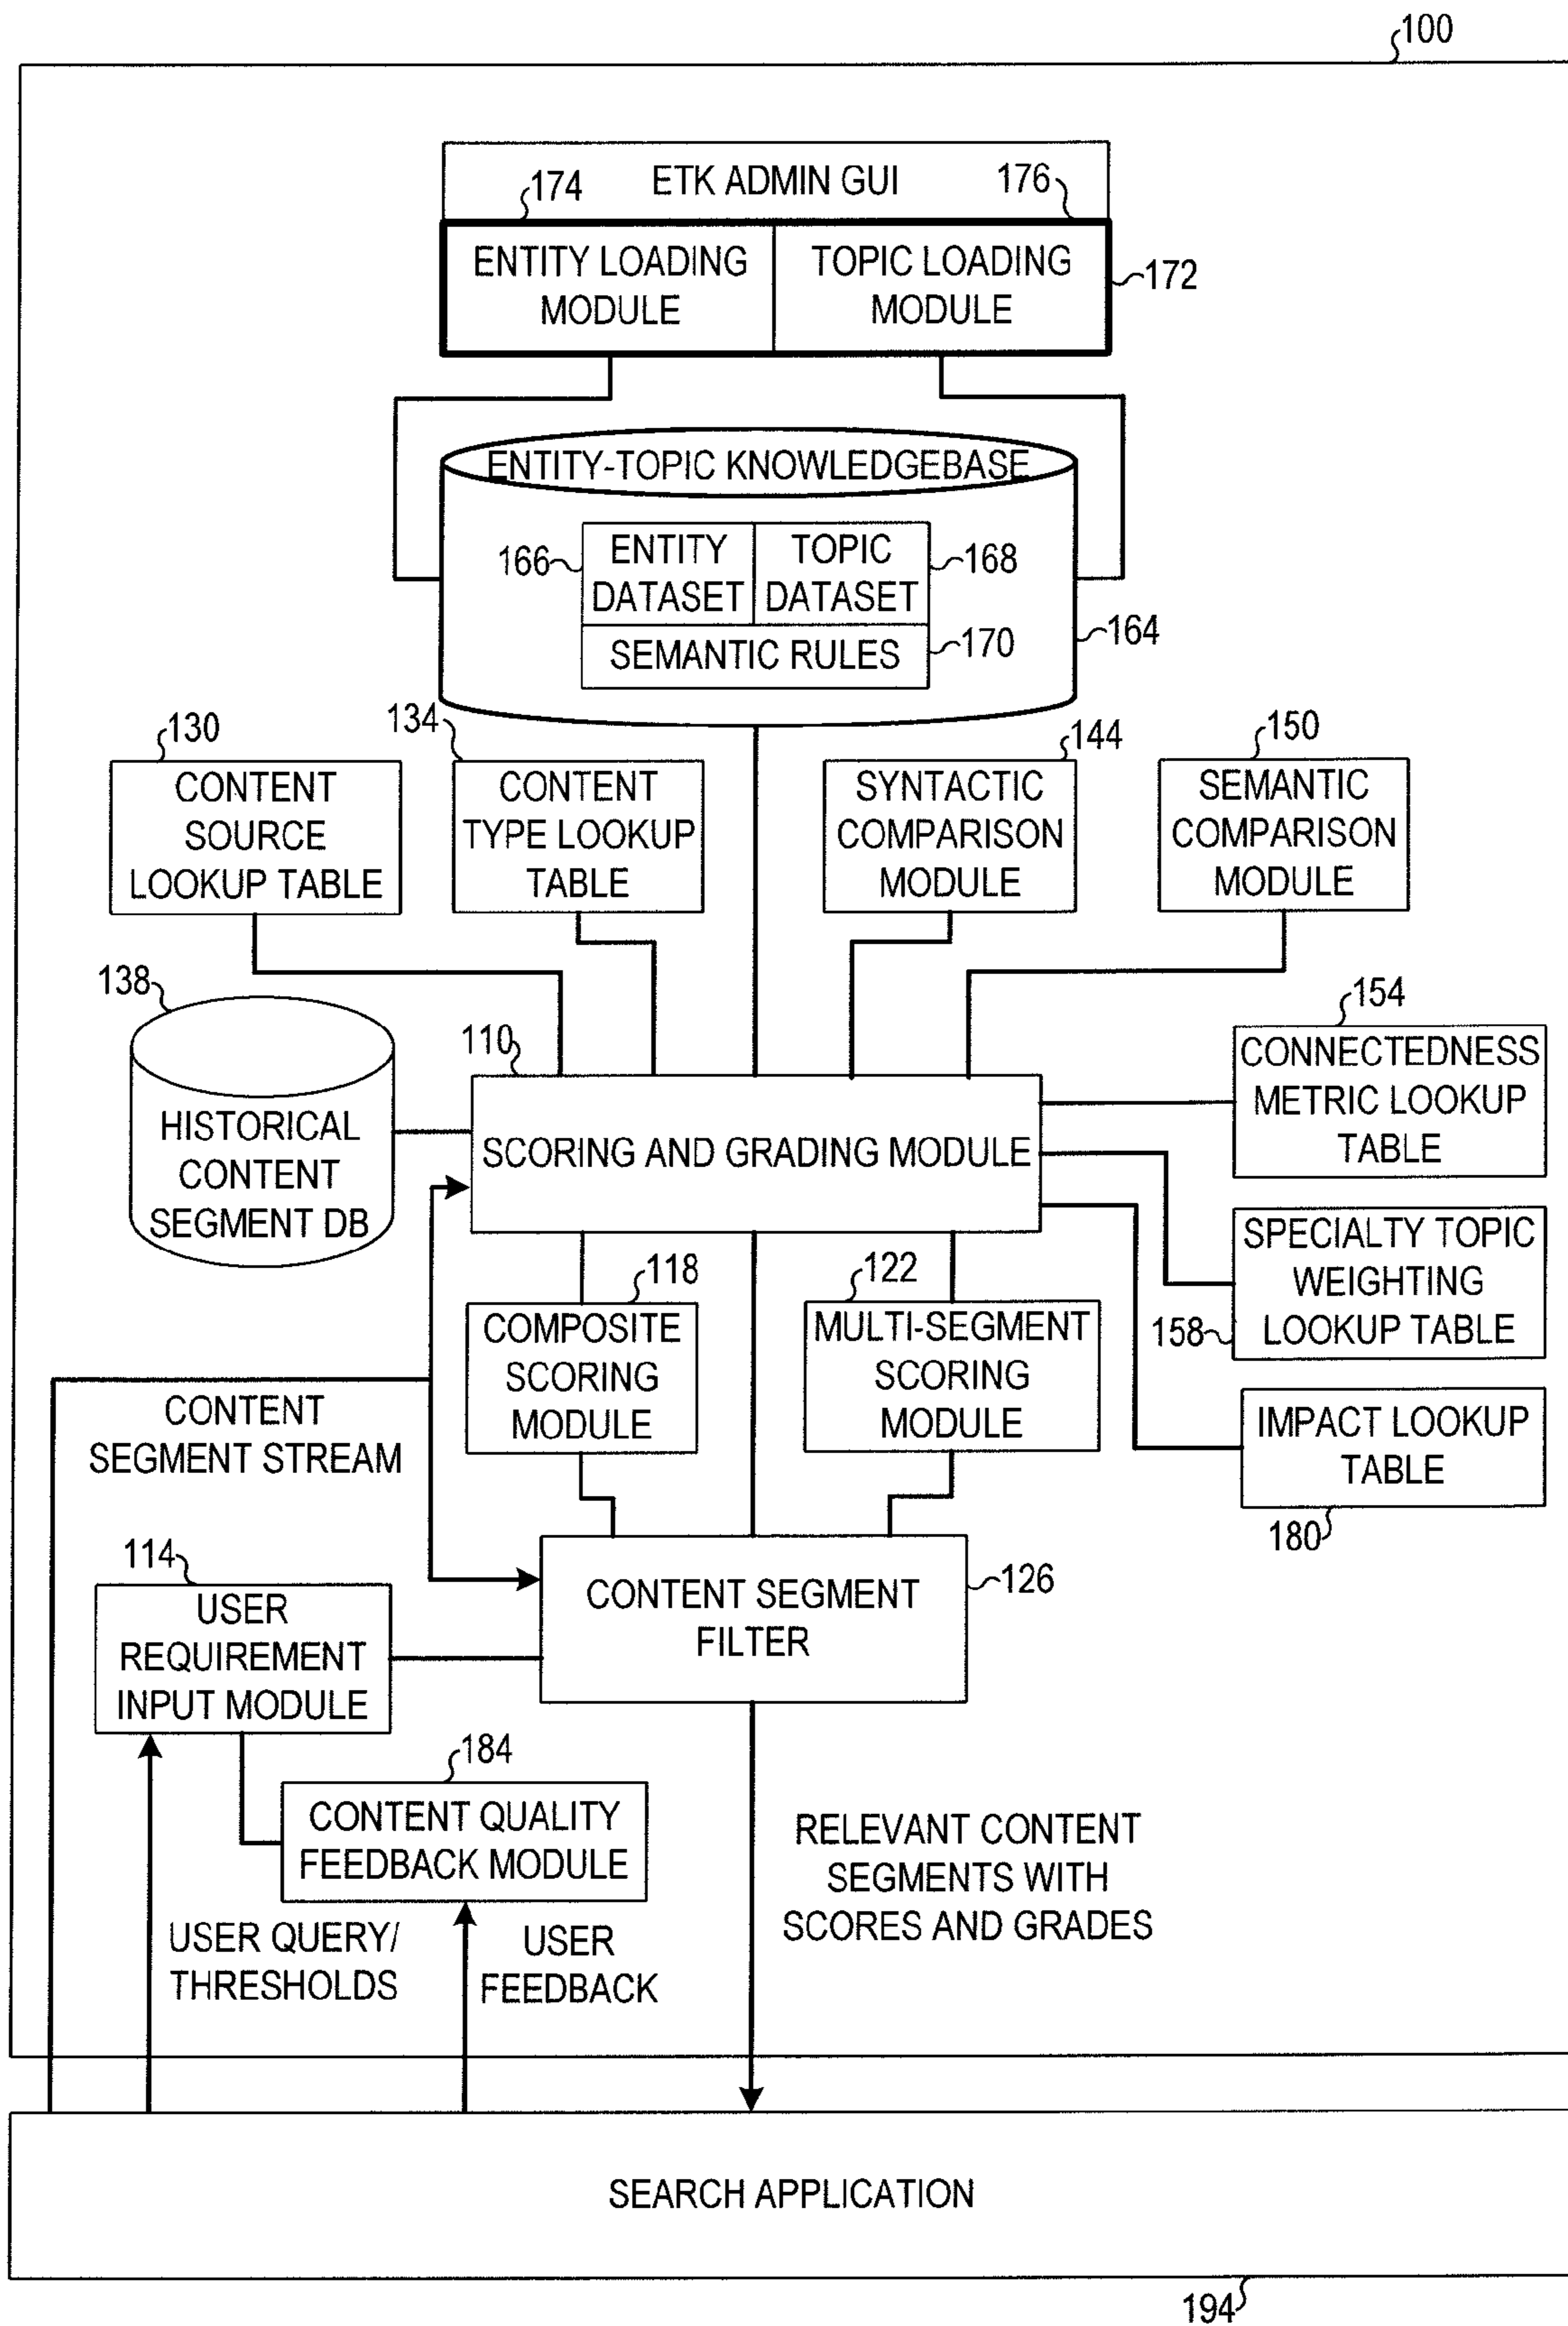 100
ETK ADMIN GUI
174
176
ENTITY LOADING
MODULE
TOPIC LOADING
MODULE
172
ENTITY-TOPIC KNOWLEDGEBASE
166
ENTITY
DATASET
TOPIC
DATASET
168
SEMANTIC RULES
170
164
130
CONTENT
SOURCE
LOOKUP TABLE
134
CONTENT
TYPE LOOKUP
TABLE
144
SYNTACTIC
COMPARISON
MODULE
150
SEMANTIC
COMPARISON
MODULE
138
HISTORICAL
CONTENT
SEGMENT DB
110
SCORING AND GRADING MODULE
154
CONNECTEDNESS
METRIC LOOKUP
TABLE
SPECIALTY TOPIC
WEIGHTING
LOOKUP TABLE
158
118
COMPOSITE
SCORING
MODULE
122
MULTI-SEGMENT
SCORING
MODULE
IMPACT LOOKUP
TABLE
180
CONTENT
SEGMENT STREAM
114
USER
REQUIREMENT
INPUT MODULE
CONTENT SEGMENT
FILTER
126
184
CONTENT QUALITY
FEEDBACK MODULE
RELEVANT CONTENT
SEGMENTS WITH
SCORES AND GRADES
USER QUERY/
THRESHOLDS
USER
FEEDBACK
SEARCH APPLICATION
194